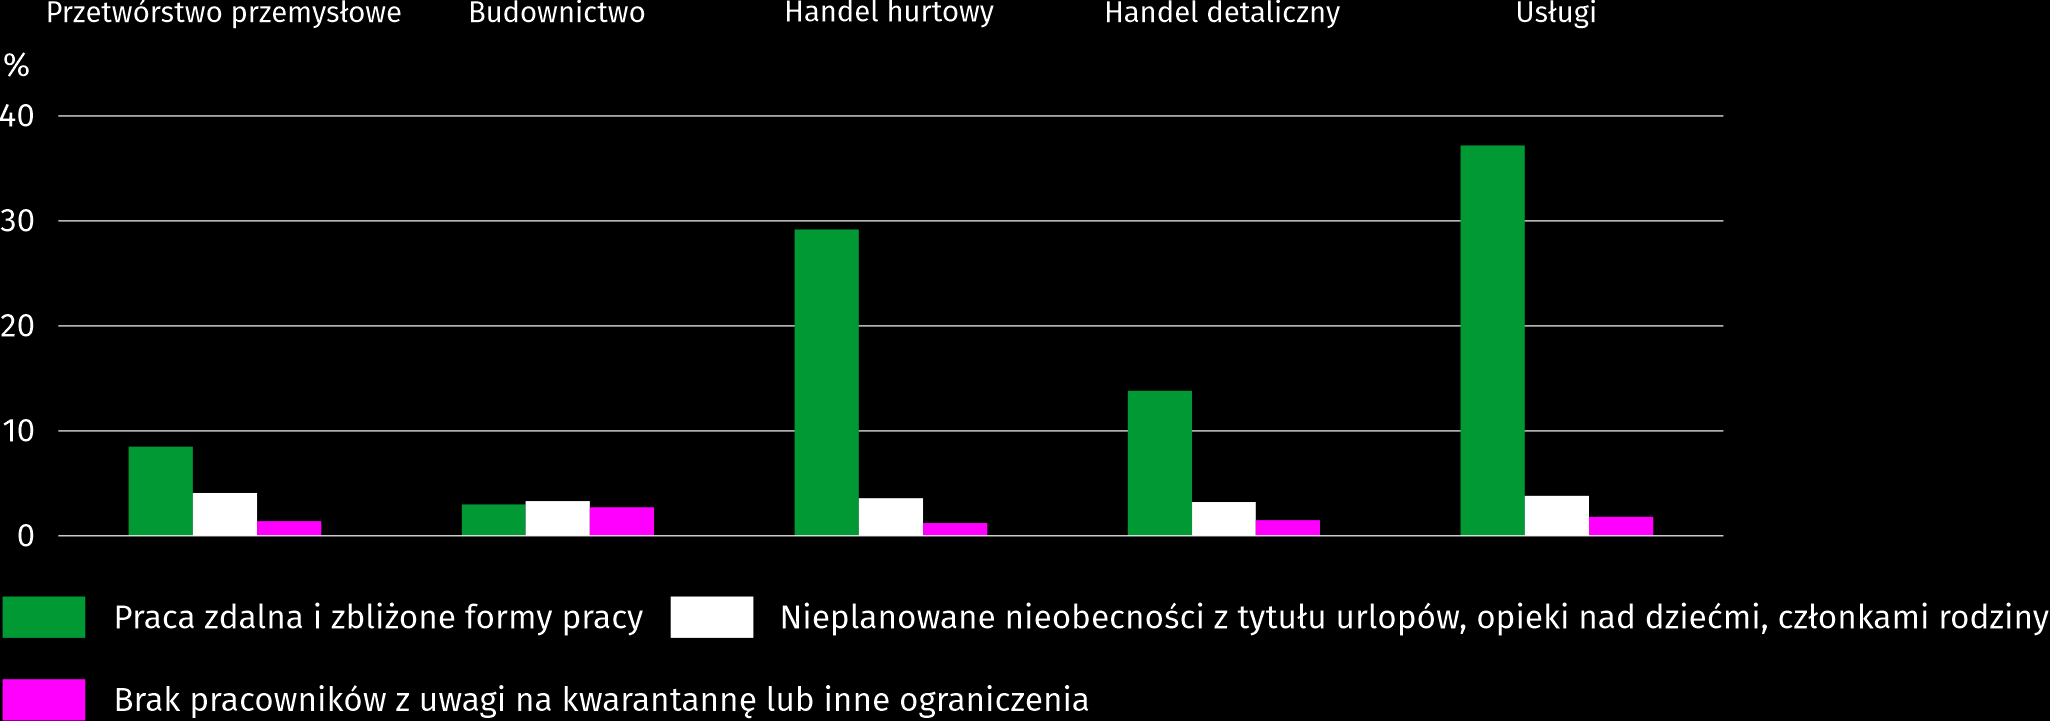 Przetwórstwo przemysłowe Budownictwo Handel hurtowy Handel detaliczny Usługi
%
40
30
20
10
0
Praca zdalna i zbliżone formy pracy Nieplanowane nieobecności z tytułu urlopów, opieki nad dziećmi, członkami rodziny
Brak pracowników z uwagi na kwarantannę lub inne ograniczenia